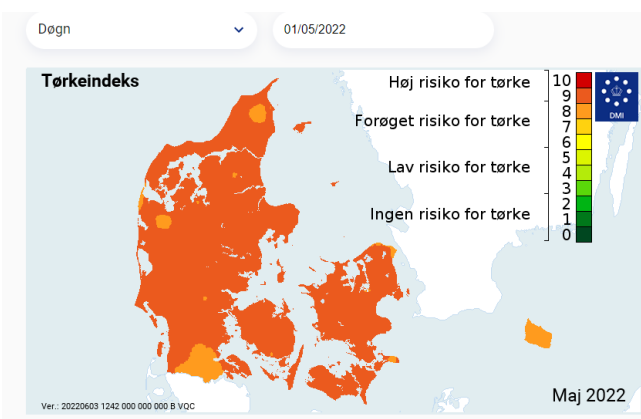 Døgn
01/05/2022
Tørkeindeks
Høj risiko for tørke
Forøget risiko for tørke
Lav risiko for tørke
Ingen risiko for tørke
10
9
8
7
6
5
4
3
2
1
0
DMI
Maj 2022
Ver.: 20220603 1242 000 000 000 B VQC